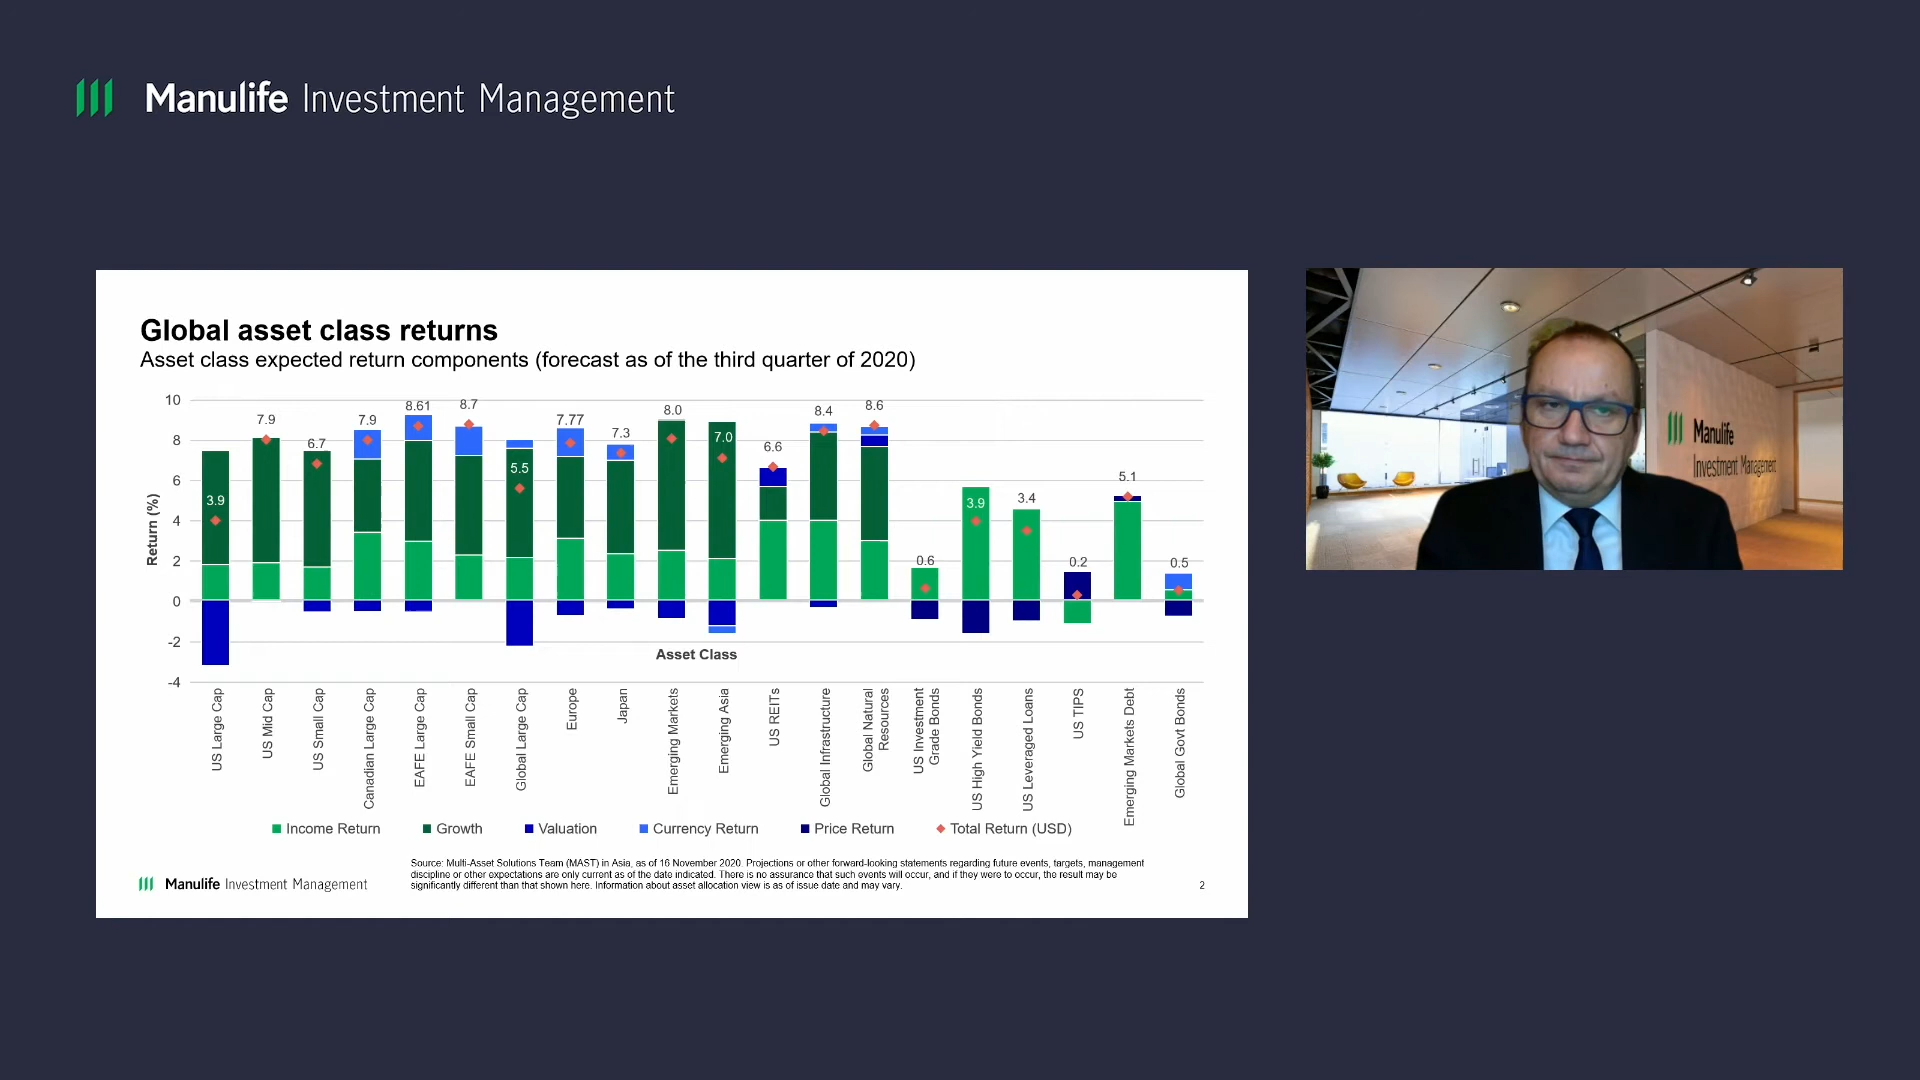 Manulife Investment Management
Global asset class returns
Asset class expected return components (forecast as of the third quarter of 2020)
Return (%)
10
8
6
4
2
0
-2
-4
3.9
7.9
6.7
7.9
8.61
8.7
5.5
7.77
7.3
8.0
7.0
6.6
8.4
8.6
0.6
3.9
3.4
0.2
5.1
0.5
Asset Class
US Large Cap
US Mid Cap
US Small Cap
Canadian Large Cap
EAFE Large Cap
EAFE Small Cap
Global Large Cap
Europe
Japan
Emerging Markets
Emerging Asia
US REITs
Global Infrastructure
Global Natural
Resources
US Investment
Grade Bonds
US High Yield Bonds
US Leveraged Loans
US TIPS
Emerging Markets Debt
Global Govt Bonds
Income Return
Growth
Valuation
Currency Return
Price Return
Total Return (USD)
Source: Multi-Asset Solutions Team (MAST) in Asia, as of 16 November 2020. Projections or other forward-looking statements regarding future events, targets, management
discipline or other expectations are only current as of the date indicated. There is no assurance that such events will occur, and if they were to occur, the result may be
significantly different than that shown here. Information about asset allocation view is as of issue date and may vary.
Manulife Investment Management
2
Manulife
Investment Management